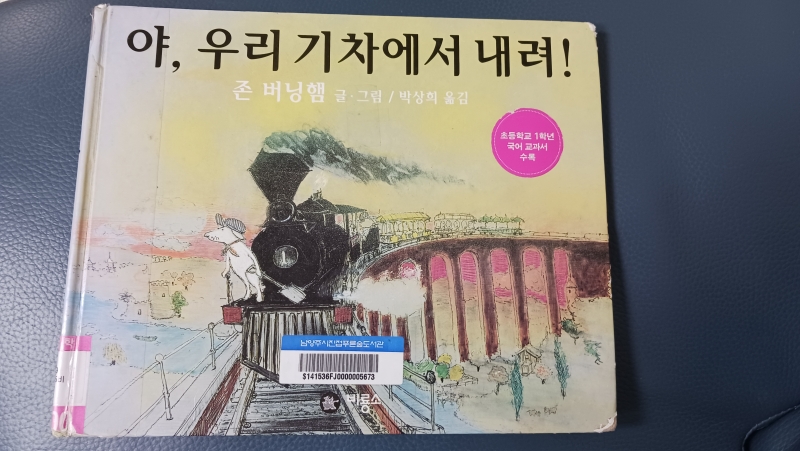 야, 우리 기차에서 내려!
존 버닝햄 글·그림 / 박상희 옮김
초등학교 1학년
국어 교과서
수록
남양주시진접푸른숲도서관
S141536FJ0000005673
비룡소